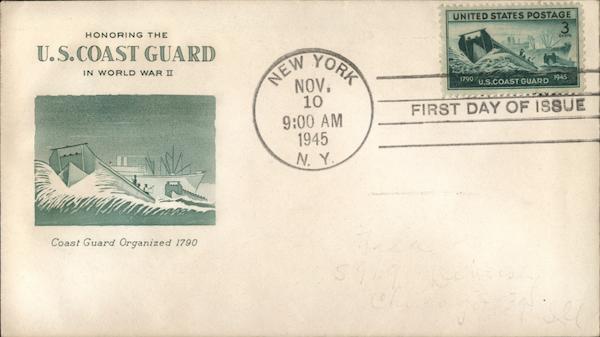 HONORING THE
U.S. COAST GUARD
IN WORLD WAR II
Coast Guard Organized 1790
NEW YORK
NOV.
10
9:00 AM
1945
N. Y.
UNITED STATES POSTAGE
3
CENTS
1790 U.S. COAST GUARD 1945
FIRST DAY OF ISSUE